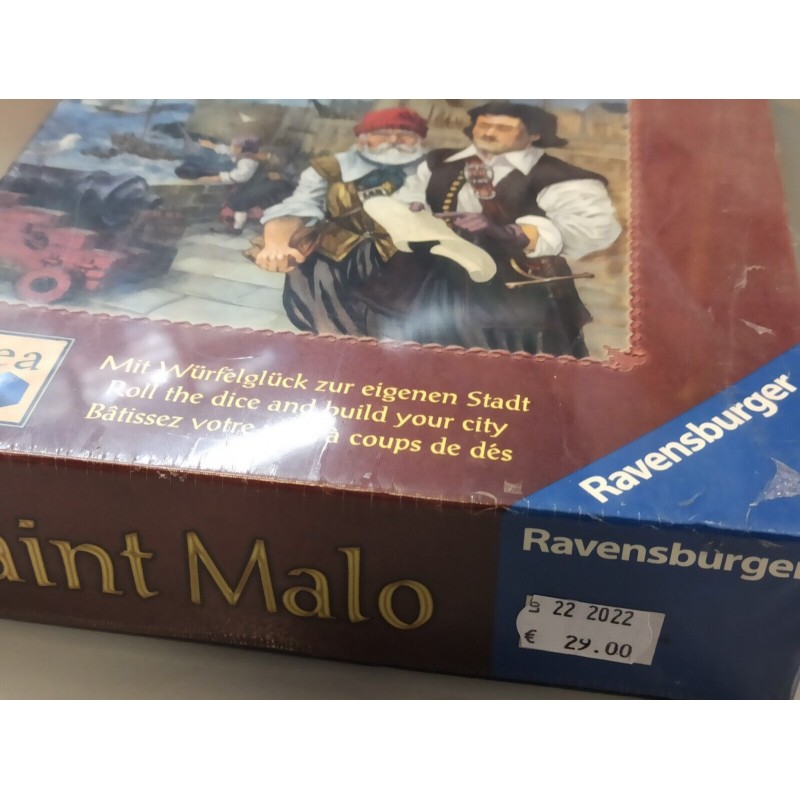 ea
Mit Würfelglück zur eigenen Stadt
Roll the dice and build your city
Bâtissez votre à coups de dés
Ravensburger
aint Malo
Ravensburger
22 2022
€ 29.00